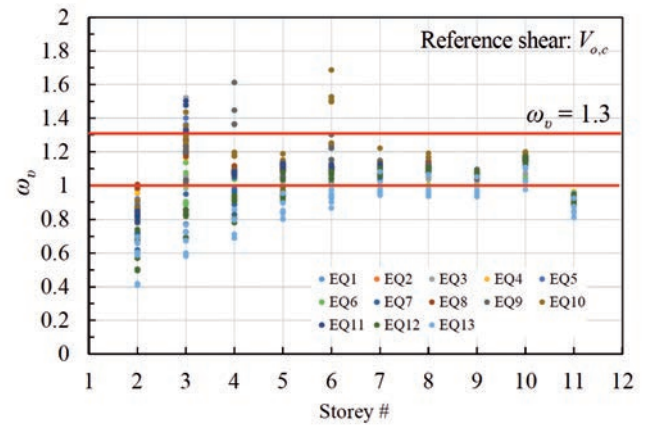 2
1.8
1.6
1.4
1.2
1
0.8
0.6
0.4
0.2
0
ω_v
Reference shear: V_{o,c}
ω_v = 1.3
EQ1 EQ2 EQ3 EQ4 EQ5
EQ6 EQ7 EQ8 EQ9 EQ10
EQ11 EQ12 EQ13
1 2 3 4 5 6 7 8 9 10 11 12
Storey #